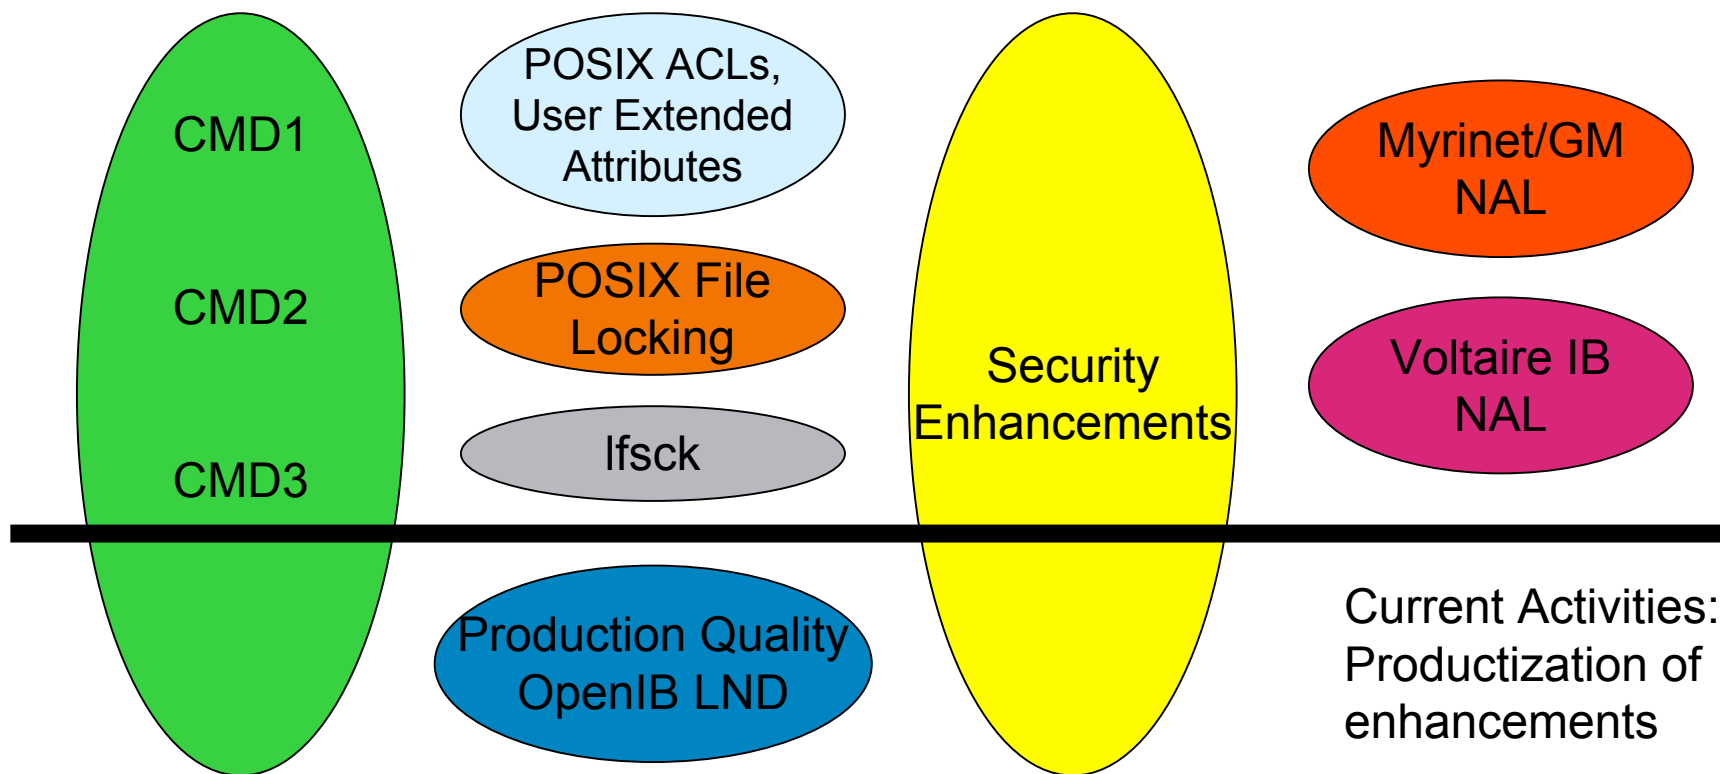 CMD1
CMD2
CMD3
POSIX ACLs,
User Extended
Attributes
POSIX File
Locking
lfsck
Production Quality
OpenIB LND
Security
Enhancements
Myrinet/GM
NAL
Voltaire IB
NAL
Current Activities:
Productization of
enhancements